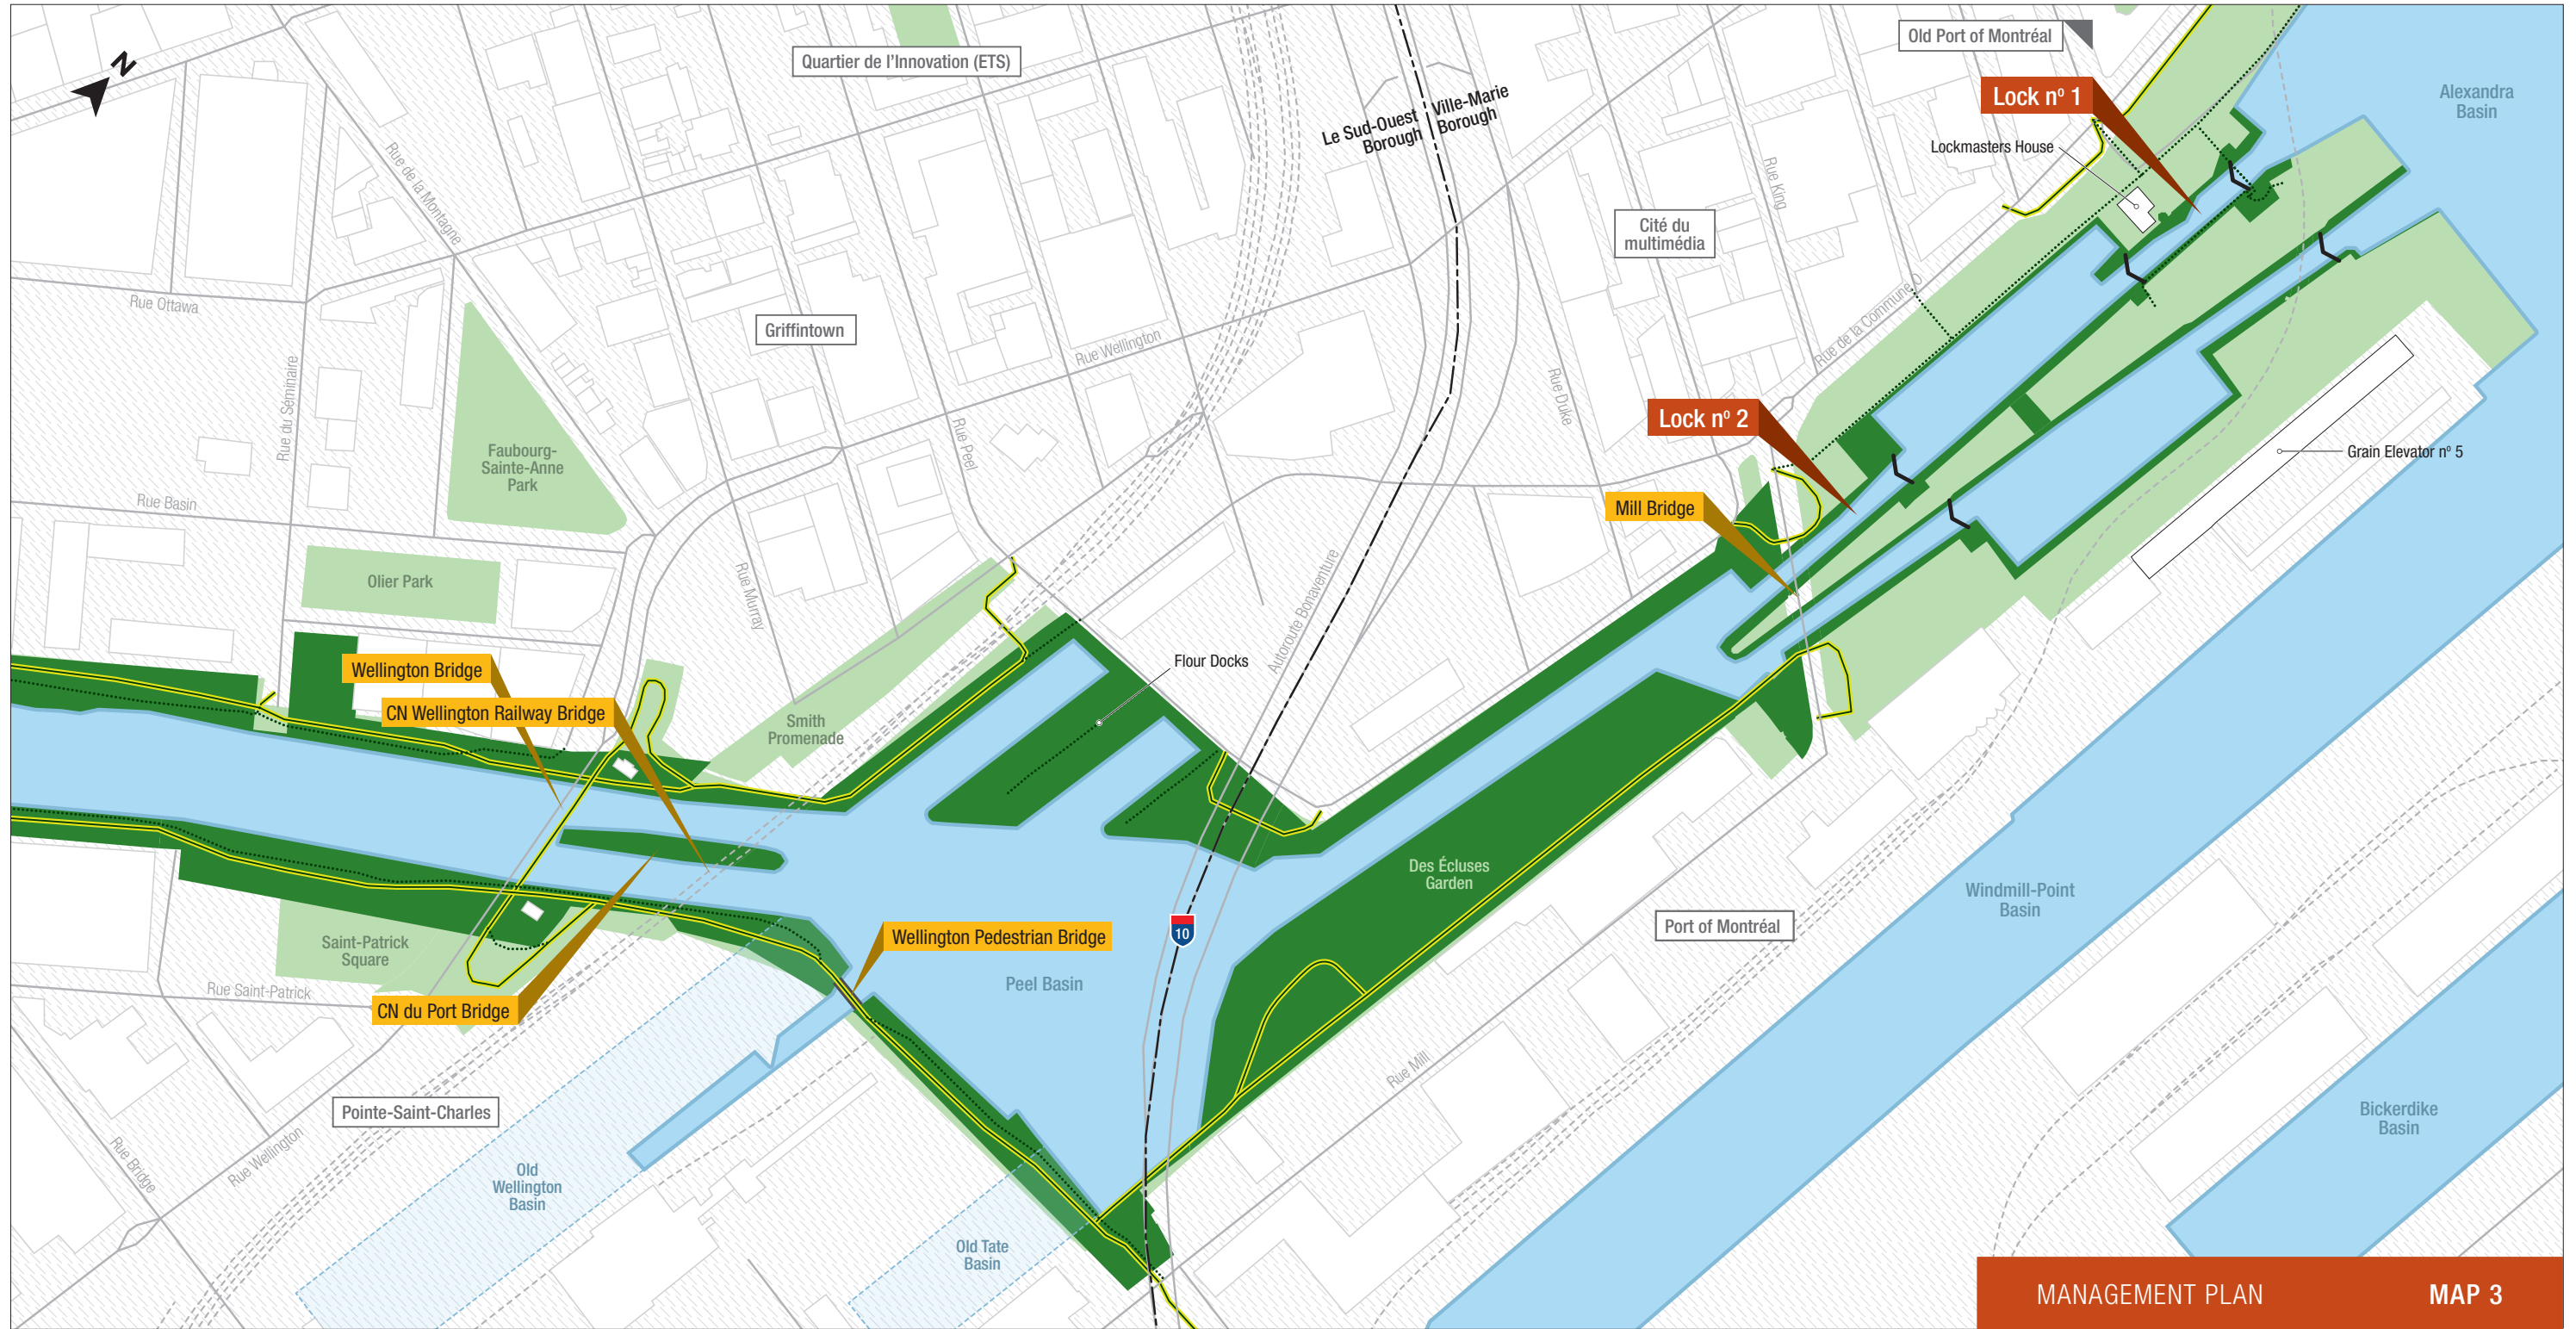 N
Quartier de l'Innovation (ETS)
Old Port of Montréal
Alexandra
Basin
Lock nº 1
Lockmasters House
Le Sud-Ouest
Borough
Ville-Marie
Borough
Rue de la Montagne
Rue King
Cité du
multimédia
Rue Ottawa
Griffintown
Rue Wellington
Rue de la Commune O
Rue du Séminaire
Rue Peel
Rue Duke
Lock nº 2
Faubourg-
Sainte-Anne
Park
Grain Elevator nº 5
Rue Basin
Mill Bridge
Olier Park
Rue Murray
Autoroute Bonaventure
Wellington Bridge
Flour Docks
CN Wellington Railway Bridge
Smith
Promenade
Des Écluses
Garden
Windmill-Point
Basin
Port of Montréal
Wellington Pedestrian Bridge
10
Saint-Patrick
Square
Peel Basin
Rue Saint-Patrick
CN du Port Bridge
Rue Mill
Pointe-Saint-Charles
Bickerdike
Basin
Rue Bridge
Rue Wellington
Old
Wellington
Basin
Old Tate
Basin
MANAGEMENT PLAN MAP 3